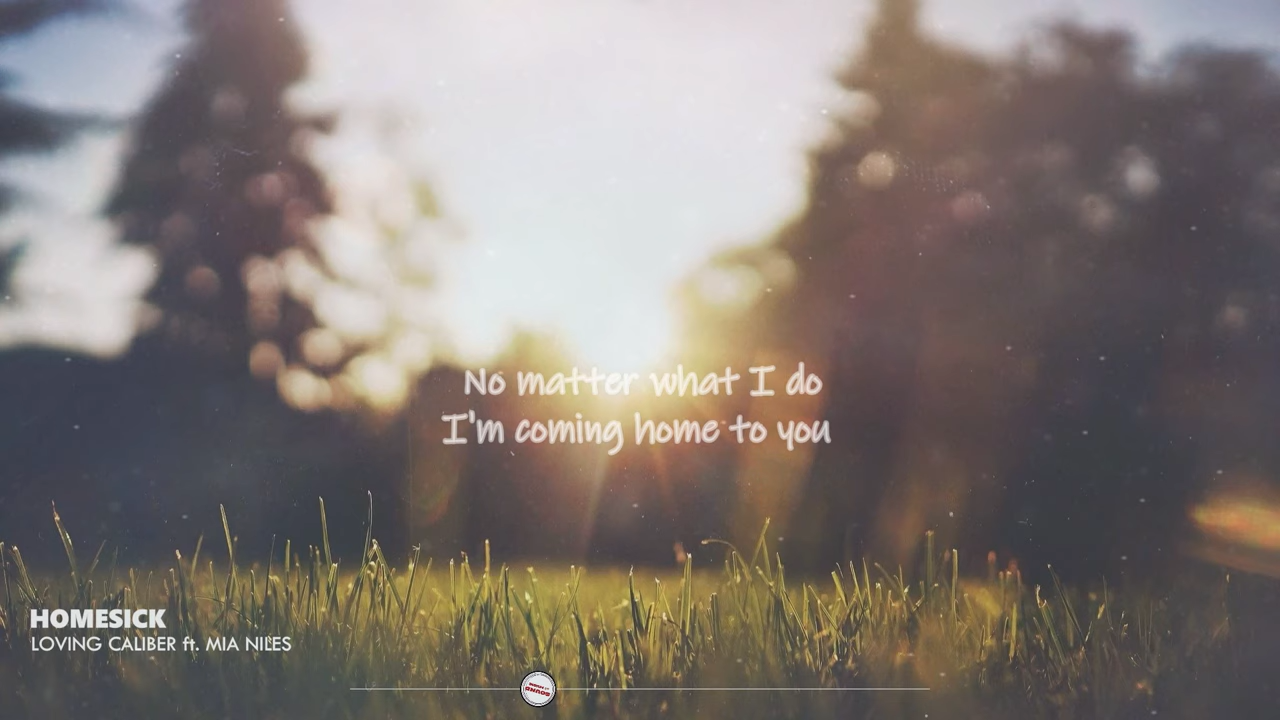 No matter what I do
I'm coming home to you
HOMESICK
LOVING CALIBER ft. MIA NILES